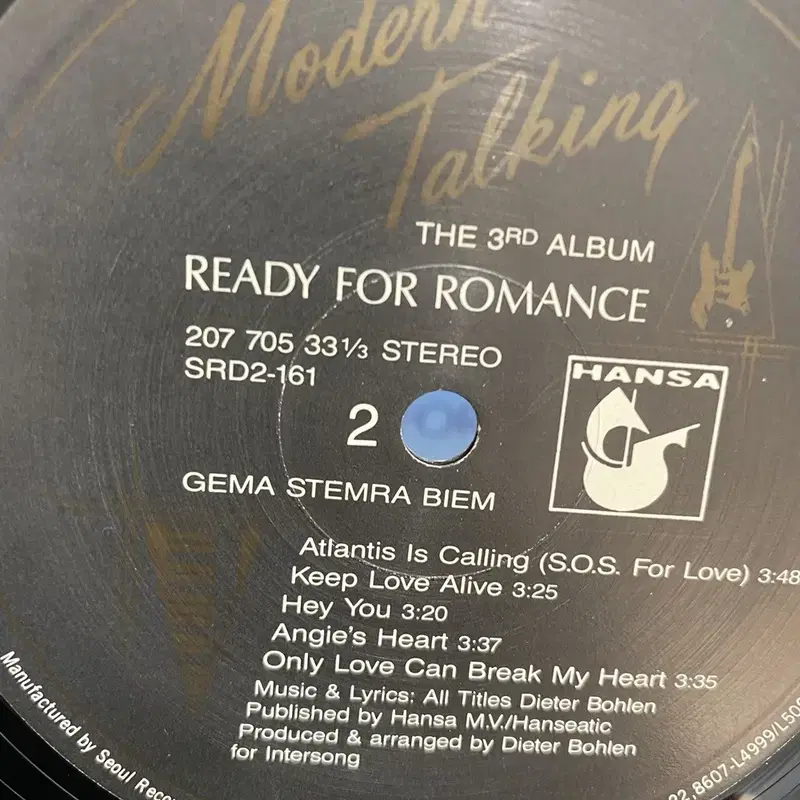 Modern
Talking
THE 3RD ALBUM
READY FOR ROMANCE
207 705 33⅓ STEREO
SRD2-161
HANSA
2
GEMA STEMRA BIEM
Atlantis Is Calling (S.O.S. For Love) 3:48
Keep Love Alive 3:25
Hey You 3:20
Angie's Heart 3:37
Only Love Can Break My Heart 3:35
Music & Lyrics: All Titles Dieter Bohlen
Published by Hansa M.V./Hanseatic
Produced & arranged by Dieter Bohlen
for Intersong
Manufactured by Seoul